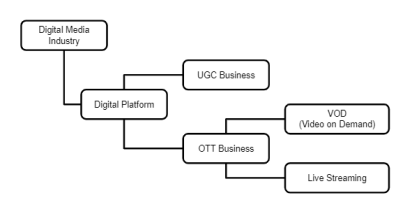 Digital Media
Industry
UGC Business
Digital Platform
VOD
(Video on Demand)
OTT Business
Live Streaming